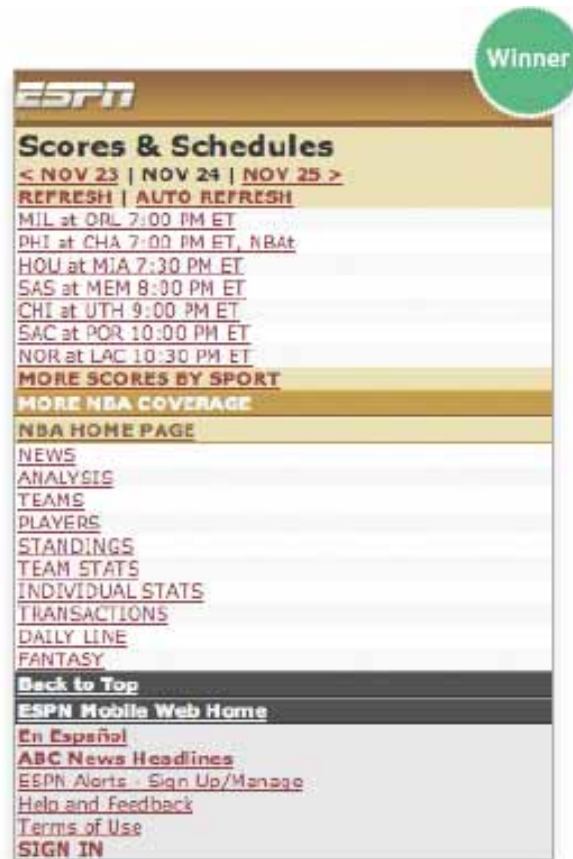 Winner
ESPN
Scores & Schedules
< NOV 23 | NOV 24 | NOV 25 >
REFRESH | AUTO REFRESH
MIL at ORL 7:00 PM ET
PHI at CHA 7:00 PM ET, NBAt
HOU at MIA 7:30 PM ET
SAS at MEM 8:00 PM ET
CHI at UTH 9:00 PM ET
SAC at POR 10:00 PM ET
NOR at LAC 10:30 PM ET
MORE SCORES BY SPORT
MORE NBA COVERAGE
NBA HOME PAGE
NEWS
ANALYSIS
TEAMS
PLAYERS
STANDINGS
TEAM STATS
INDIVIDUAL STATS
TRANSACTIONS
DAILY LINE
FANTASY
Back to Top
ESPN Mobile Web Home
En Español
ABC News Headlines
ESPN Alerts - Sign Up/Manage
Help and Feedback
Terms of Use
SIGN IN